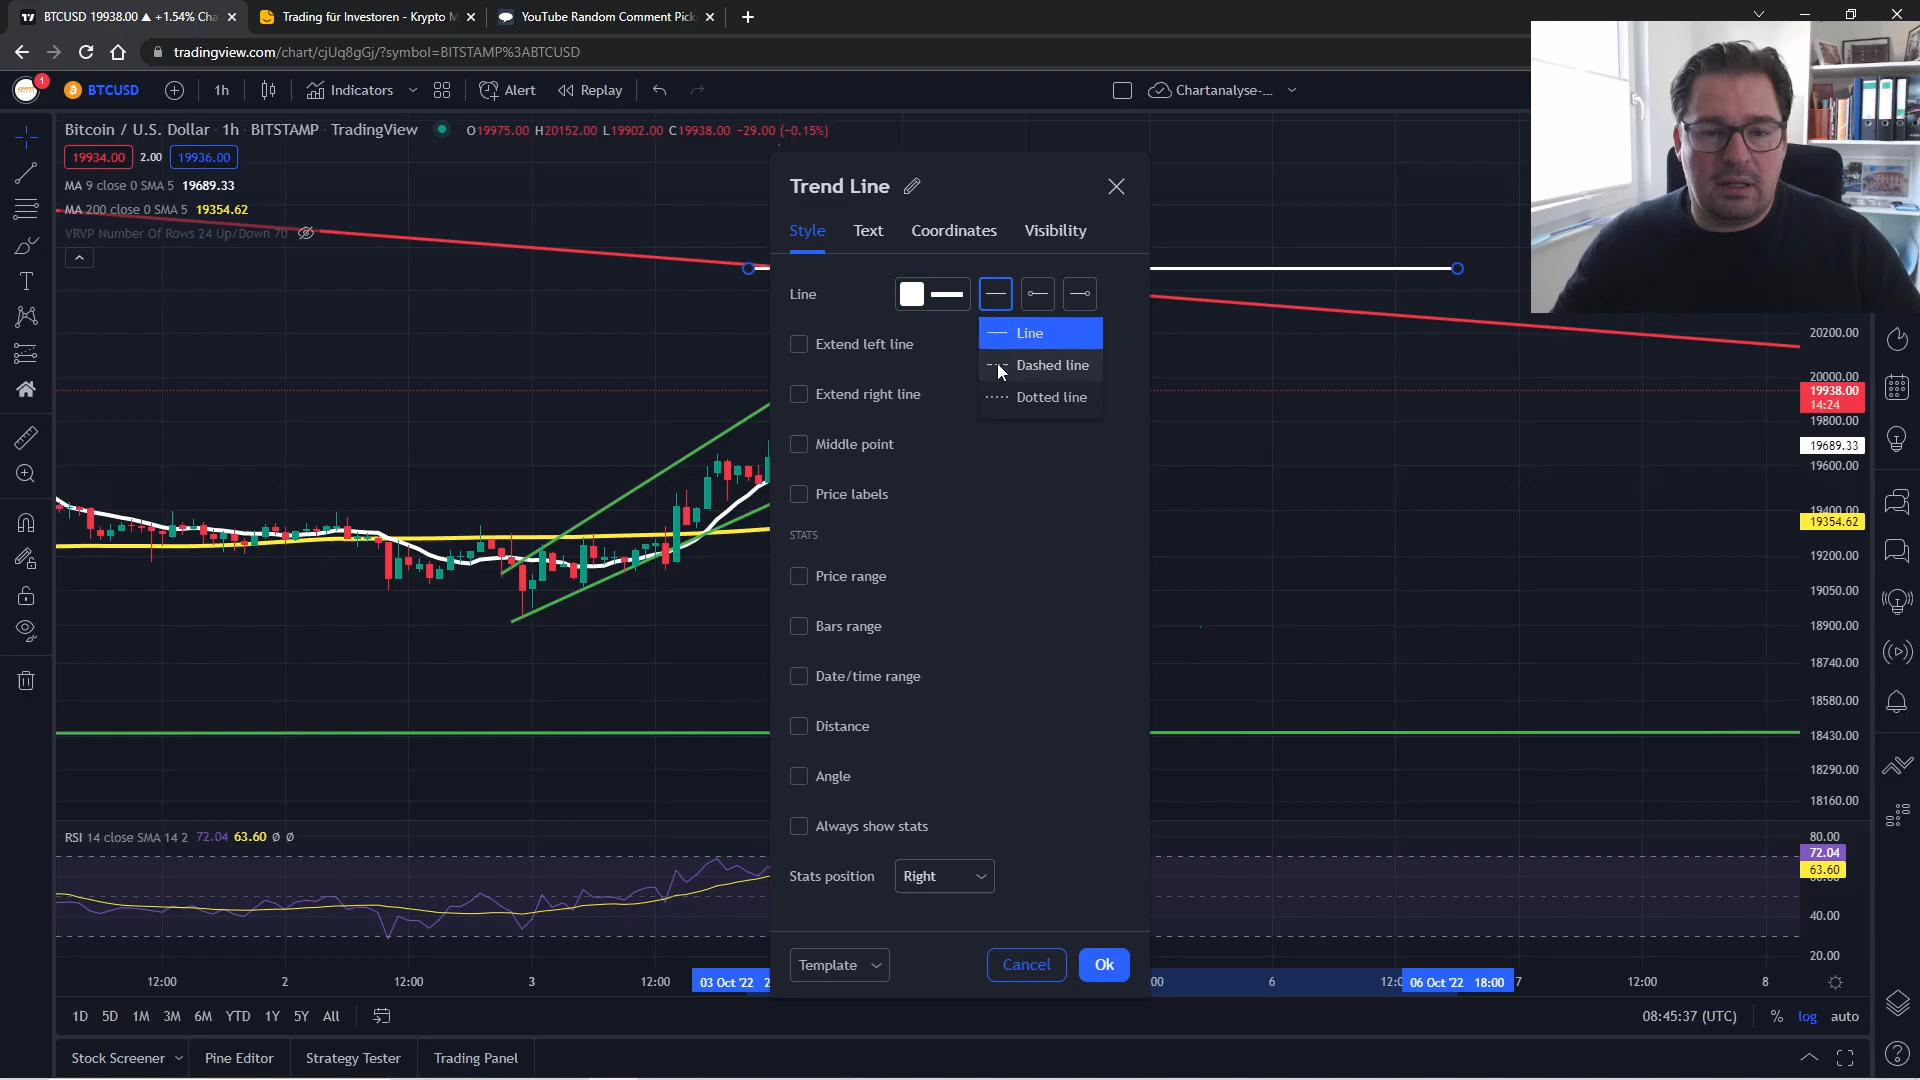 BTCUSD 19938.00 ▲ +1.54% Cha
Trading für Investoren - Krypto M
YouTube Random Comment Pick
tradingview.com/chart/cjUq8gGj/?symbol=BITSTAMP%3ABTCUSD
1
BTCUSD
1h
Indicators
Alert
Replay
Chartanalyse-...
Bitcoin / U.S. Dollar · 1h · BITSTAMP · TradingView
O19975.00 H20152.00 L19902.00 C19938.00 -29.00 (-0.15%)
19934.00 2.00 19936.00
MA 9 close 0 SMA 5 19689.33
MA 200 close 0 SMA 5 19354.62
VRVP Number Of Rows 24 Up/Down 70
Trend Line
Style Text Coordinates Visibility
Line
Line
Extend left line
Dashed line
Extend right line
Dotted line
Middle point
Price labels
STATS
Price range
Bars range
Date/time range
Distance
Angle
Always show stats
Stats position Right
Template Cancel Ok
20200.00
20000.00
19938.00
14:24
19800.00
19689.33
19600.00
19400.00
19354.62
19200.00
19050.00
18900.00
18740.00
18580.00
18430.00
18290.00
18160.00
RSI 14 close SMA 14 2 72.04 63.60 ø ø
80.00
72.04
63.60
40.00
20.00
12:00 2 12:00 3 12:00 03 Oct '22 2 00 6 12:0 06 Oct '22 18:00 7 12:00 8
1D 5D 1M 3M 6M YTD 1Y 5Y All
08:45:37 (UTC) % log auto
Stock Screener Pine Editor Strategy Tester Trading Panel